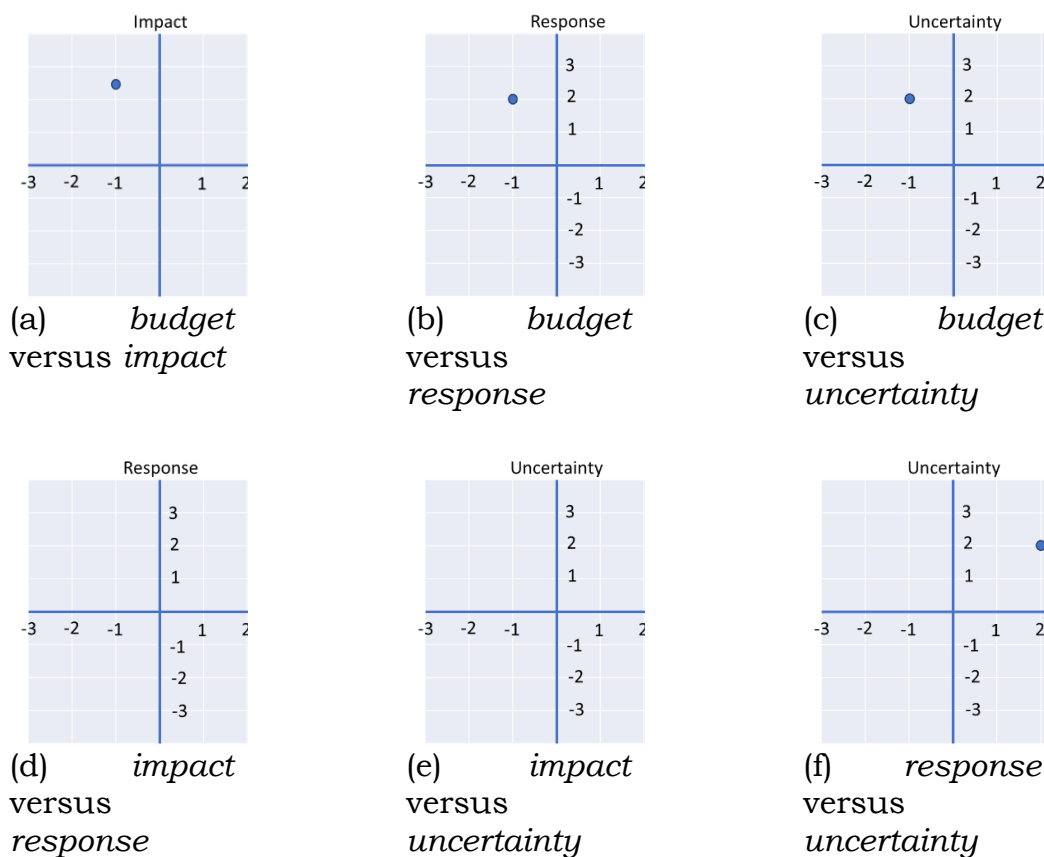 Impact
-3 -2 -1 1 2
(a) budget
versus impact
Response
3
2
1
-3 -2 -1 1 2
-1
-2
-3
(b) budget
versus
response
Uncertainty
3
2
1
-3 -2 -1 1 2
-1
-2
-3
(c) budget
versus
uncertainty
Response
3
2
1
-3 -2 -1 1 2
-1
-2
-3
(d) impact
versus
response
Uncertainty
3
2
1
-3 -2 -1 1 2
-1
-2
-3
(e) impact
versus
uncertainty
Uncertainty
3
2
1
-3 -2 -1 1 2
-1
-2
-3
(f) response
versus
uncertainty